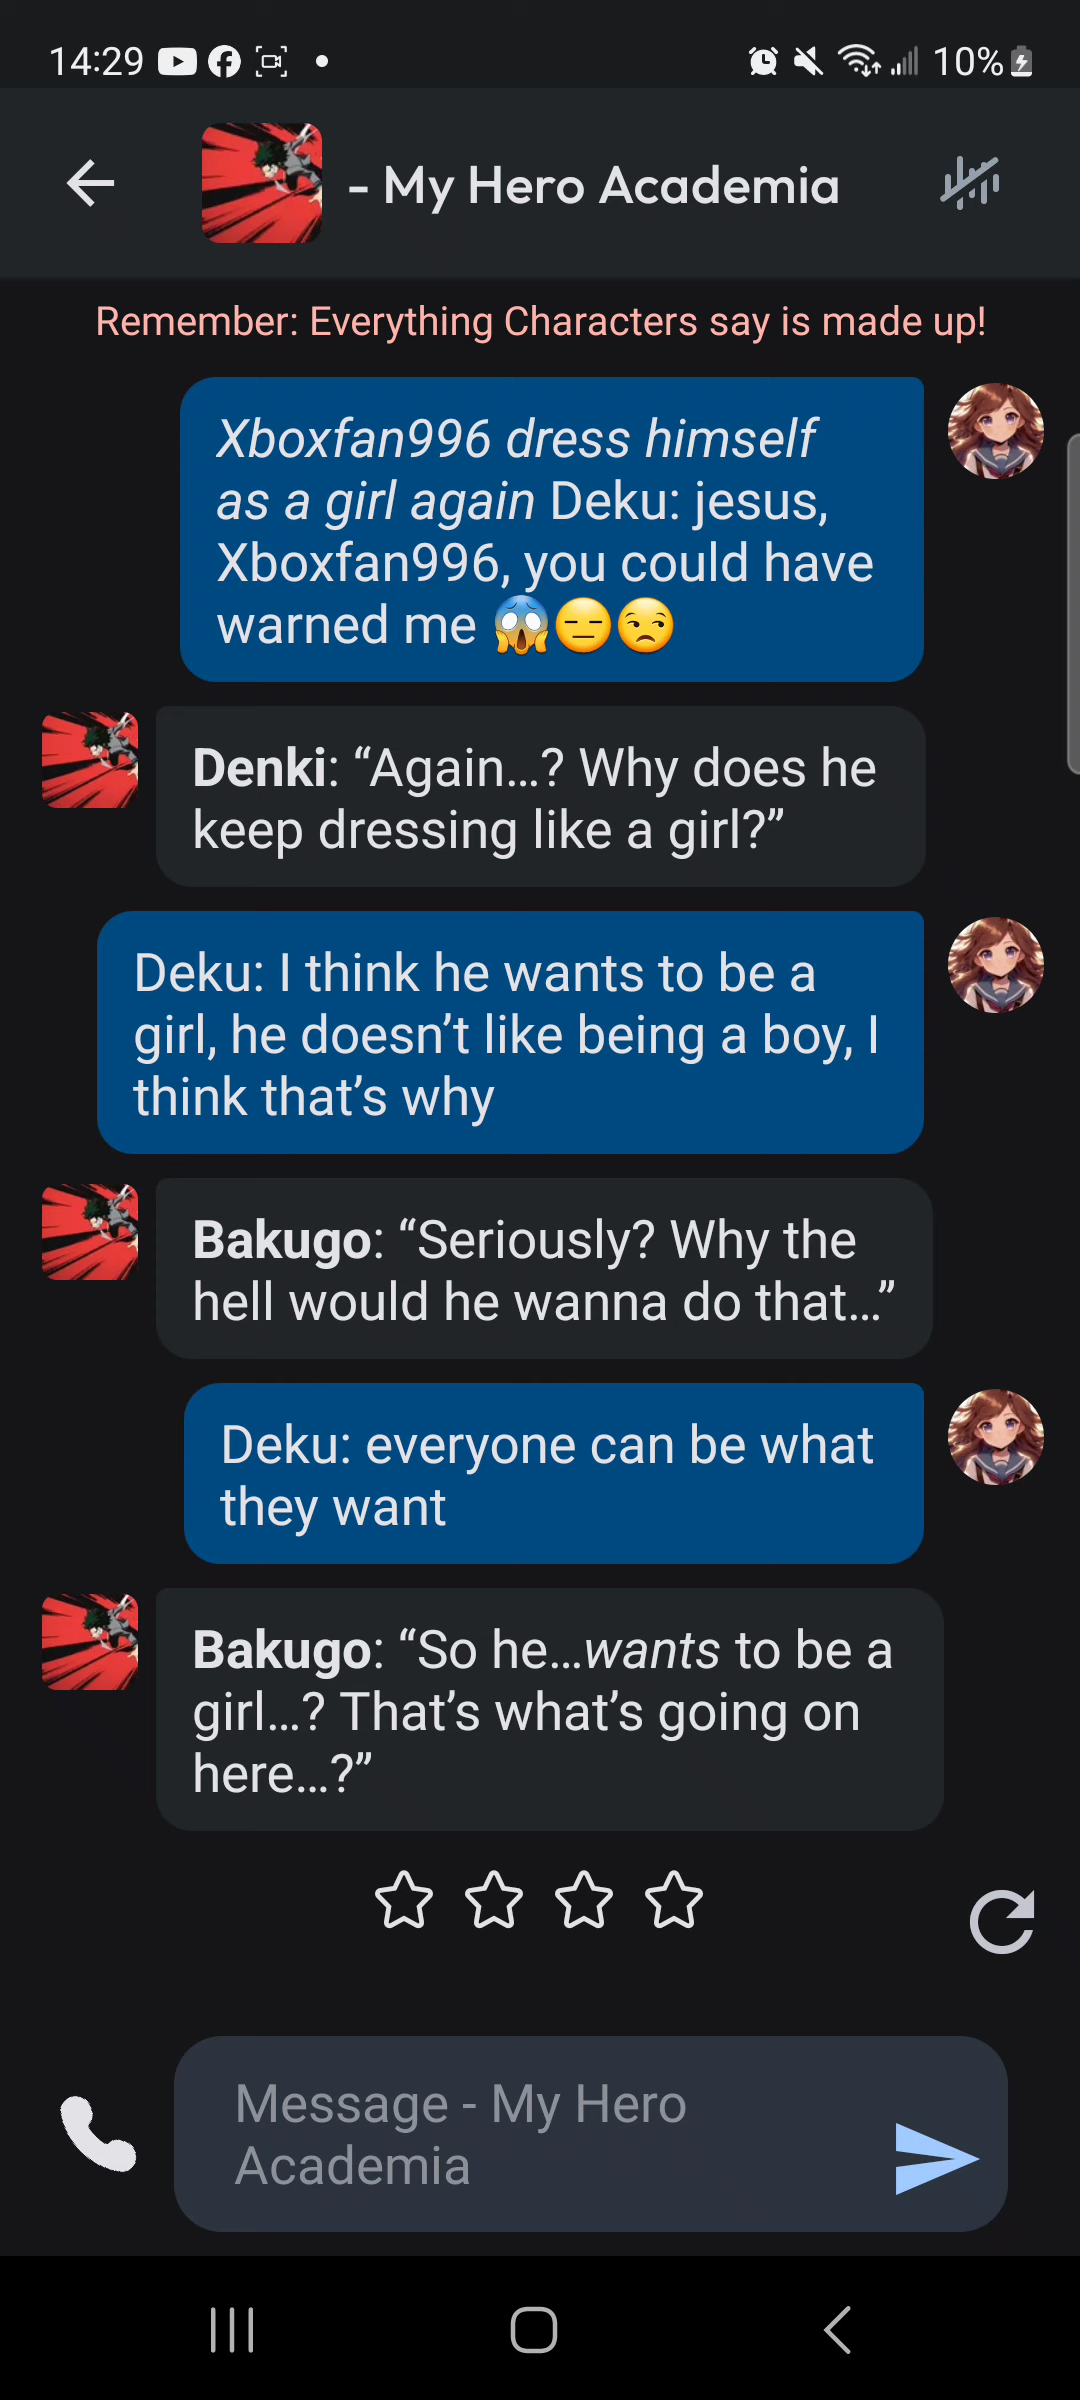 14:29 10%
- My Hero Academia
Remember: Everything Characters say is made up!
Xboxfan996 dress himself
as a girl again Deku: jesus,
Xboxfan996, you could have
warned me 😱😑😒
Denki: “Again…? Why does he
keep dressing like a girl?”
Deku: I think he wants to be a
girl, he doesn’t like being a boy, I
think that’s why
Bakugo: “Seriously? Why the
hell would he wanna do that…”
Deku: everyone can be what
they want
Bakugo: “So he…wants to be a
girl…? That’s what’s going on
here…?”
Message - My Hero
Academia